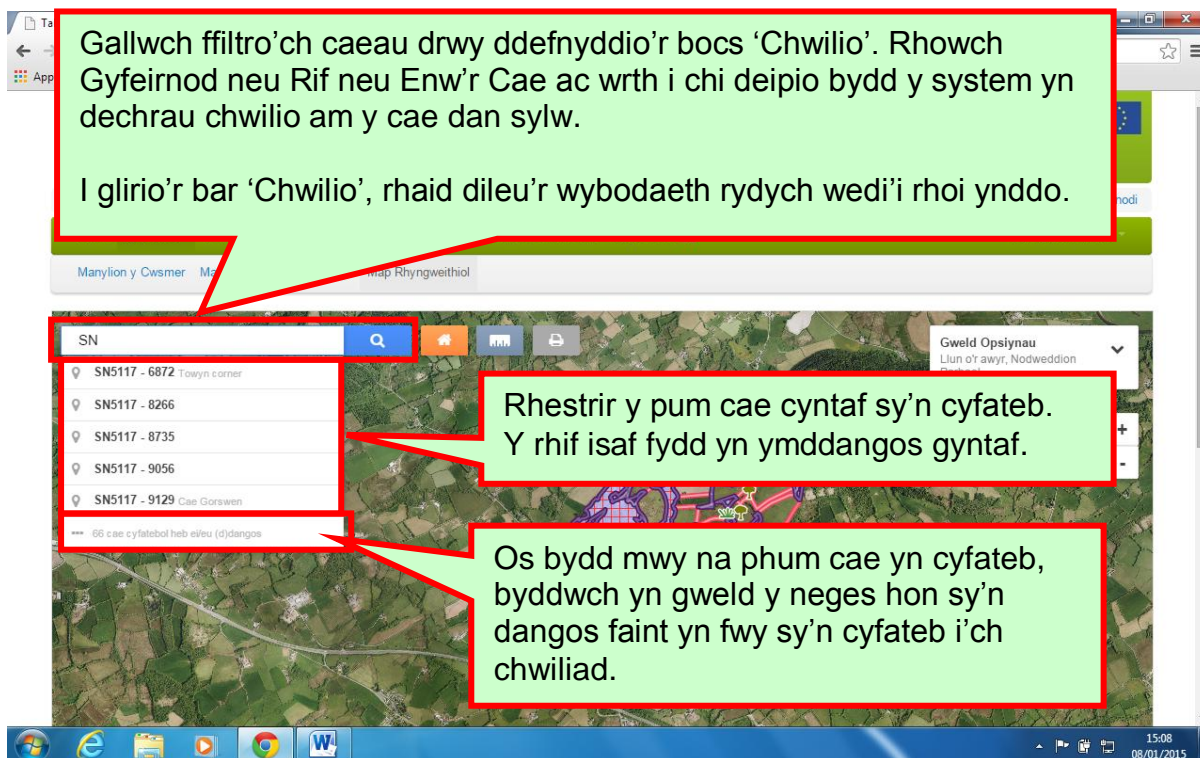 Ta
Gallwch ffiltro'ch caeau drwy ddefnyddio'r bocs 'Chwilio'. Rhowch
Gyfeirnod neu Rif neu Enw'r Cae ac wrth i chi deipio bydd y system yn
dechrau chwilio am y cae dan sylw.
I glirio'r bar 'Chwilio', rhaid dileu'r wybodaeth rydych wedi'i rhoi ynddo.
App
nodi
Manylion y Cwsmer Ma
Map Rhyngweithiol
SN
Gweld Opsiynau
Llun o'r awyr, Nodweddion
SN5117 - 6872 Towyn corner
SN5117 - 8266
SN5117 - 8735
SN5117 - 9056
SN5117 - 9129 Cae Gorswen
66 cae cyfatebol heb ei/eu (d)dangos
Rhestrir y pum cae cyntaf sy'n cyfateb.
Y rhif isaf fydd yn ymddangos gyntaf.
+
-
Os bydd mwy na phum cae yn cyfateb,
byddwch yn gweld y neges hon sy'n
dangos faint yn fwy sy'n cyfateb i'ch
chwiliad.
15:08
08/01/2015